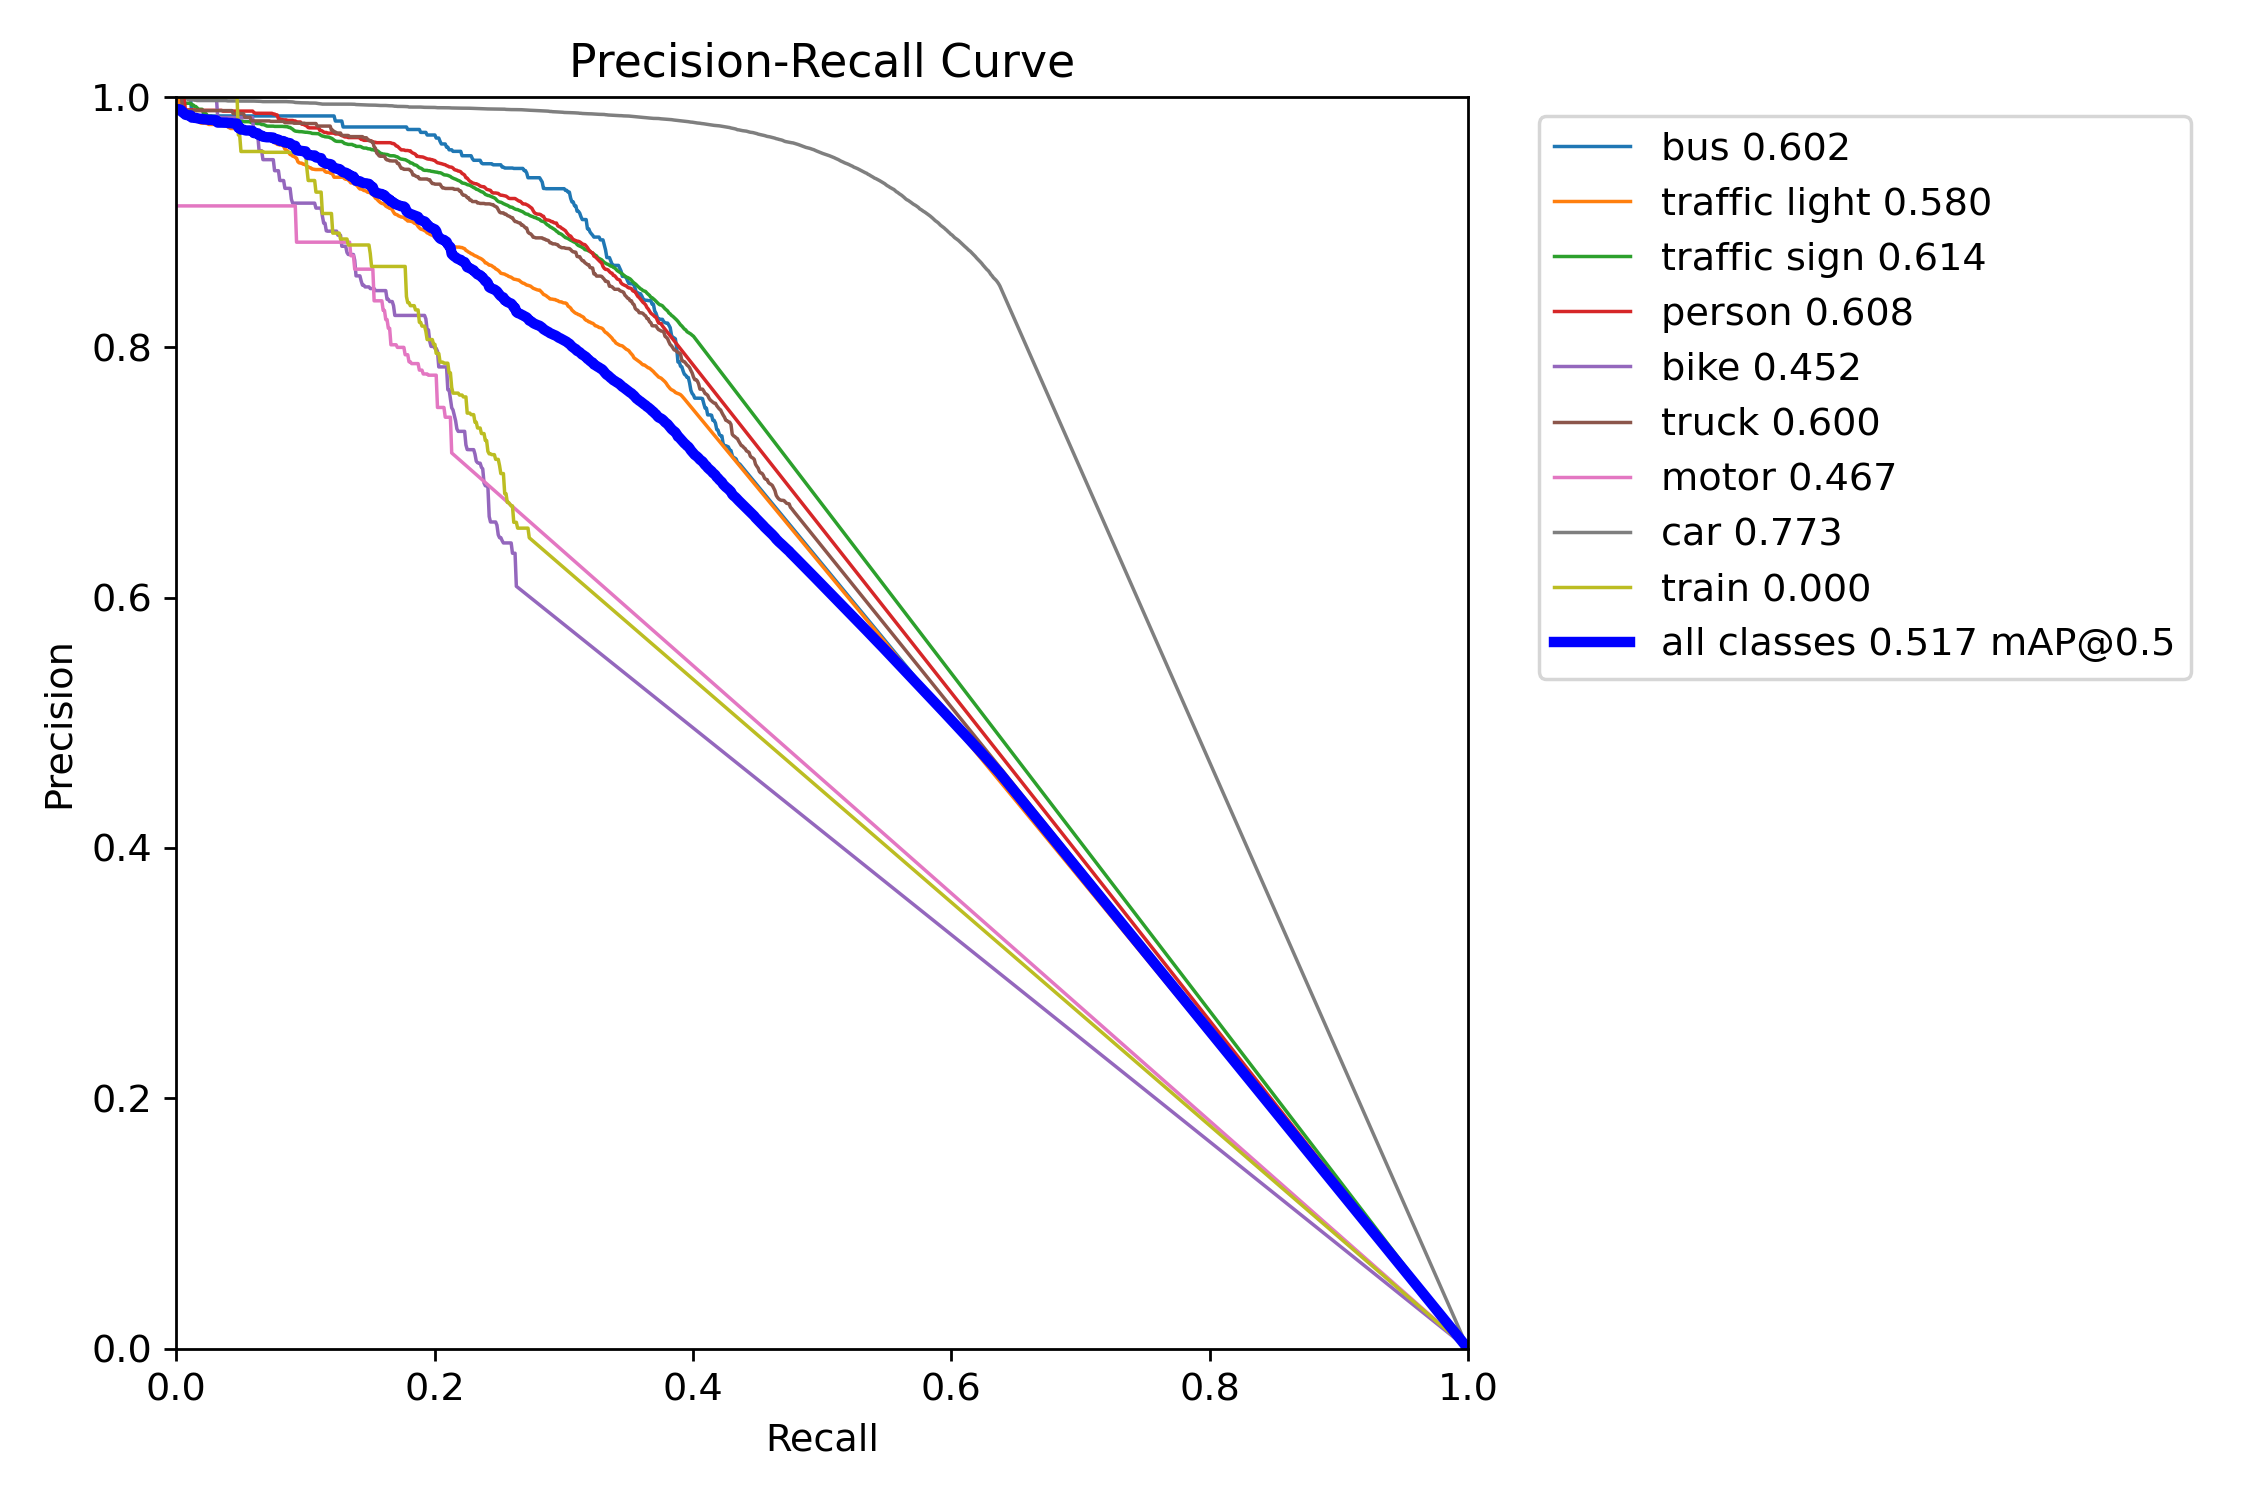 Precision-Recall Curve
1.0
0.8
0.6
0.4
0.2
0.0
Precision
0.0 0.2 0.4 0.6 0.8 1.0
Recall
bus 0.602
traffic light 0.580
traffic sign 0.614
person 0.608
bike 0.452
truck 0.600
motor 0.467
car 0.773
train 0.000
all classes 0.517 mAP@0.5